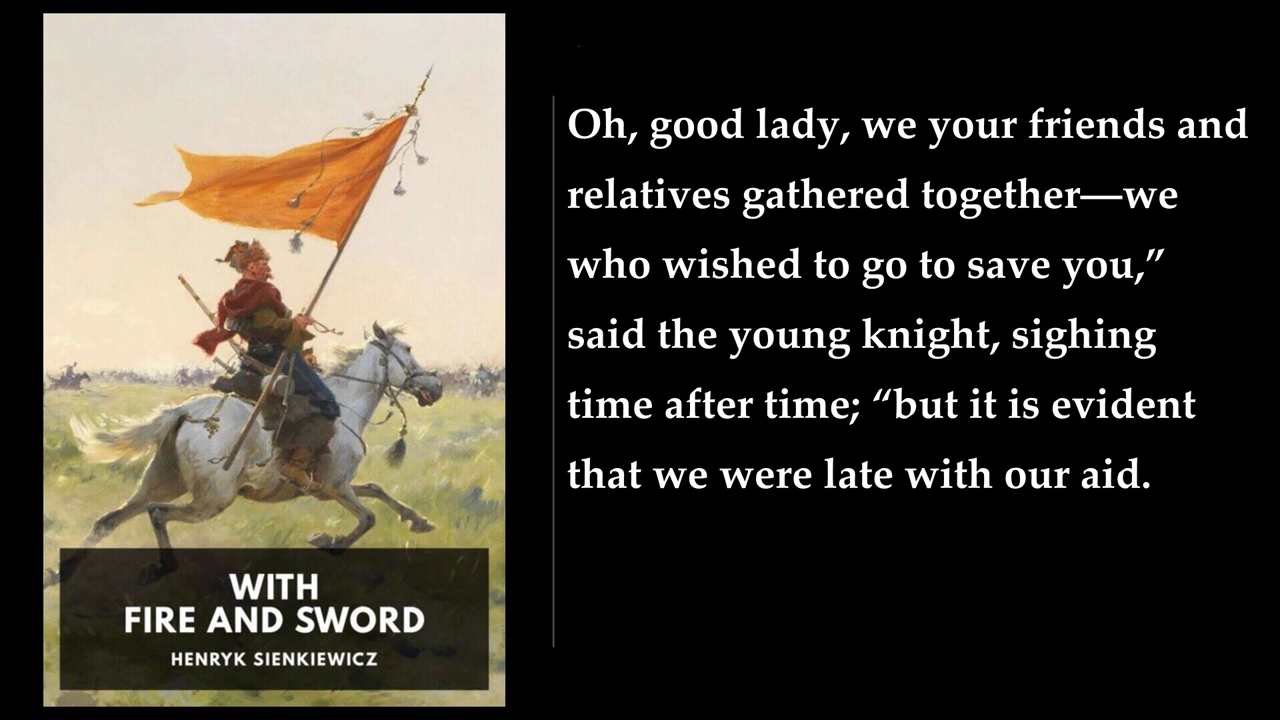 Oh, good lady, we your friends and
relatives gathered together—we
who wished to go to save you,”
said the young knight, sighing
time after time; “but it is evident
that we were late with our aid.
WITH
FIRE AND SWORD
HENRYK SIENKIEWICZ